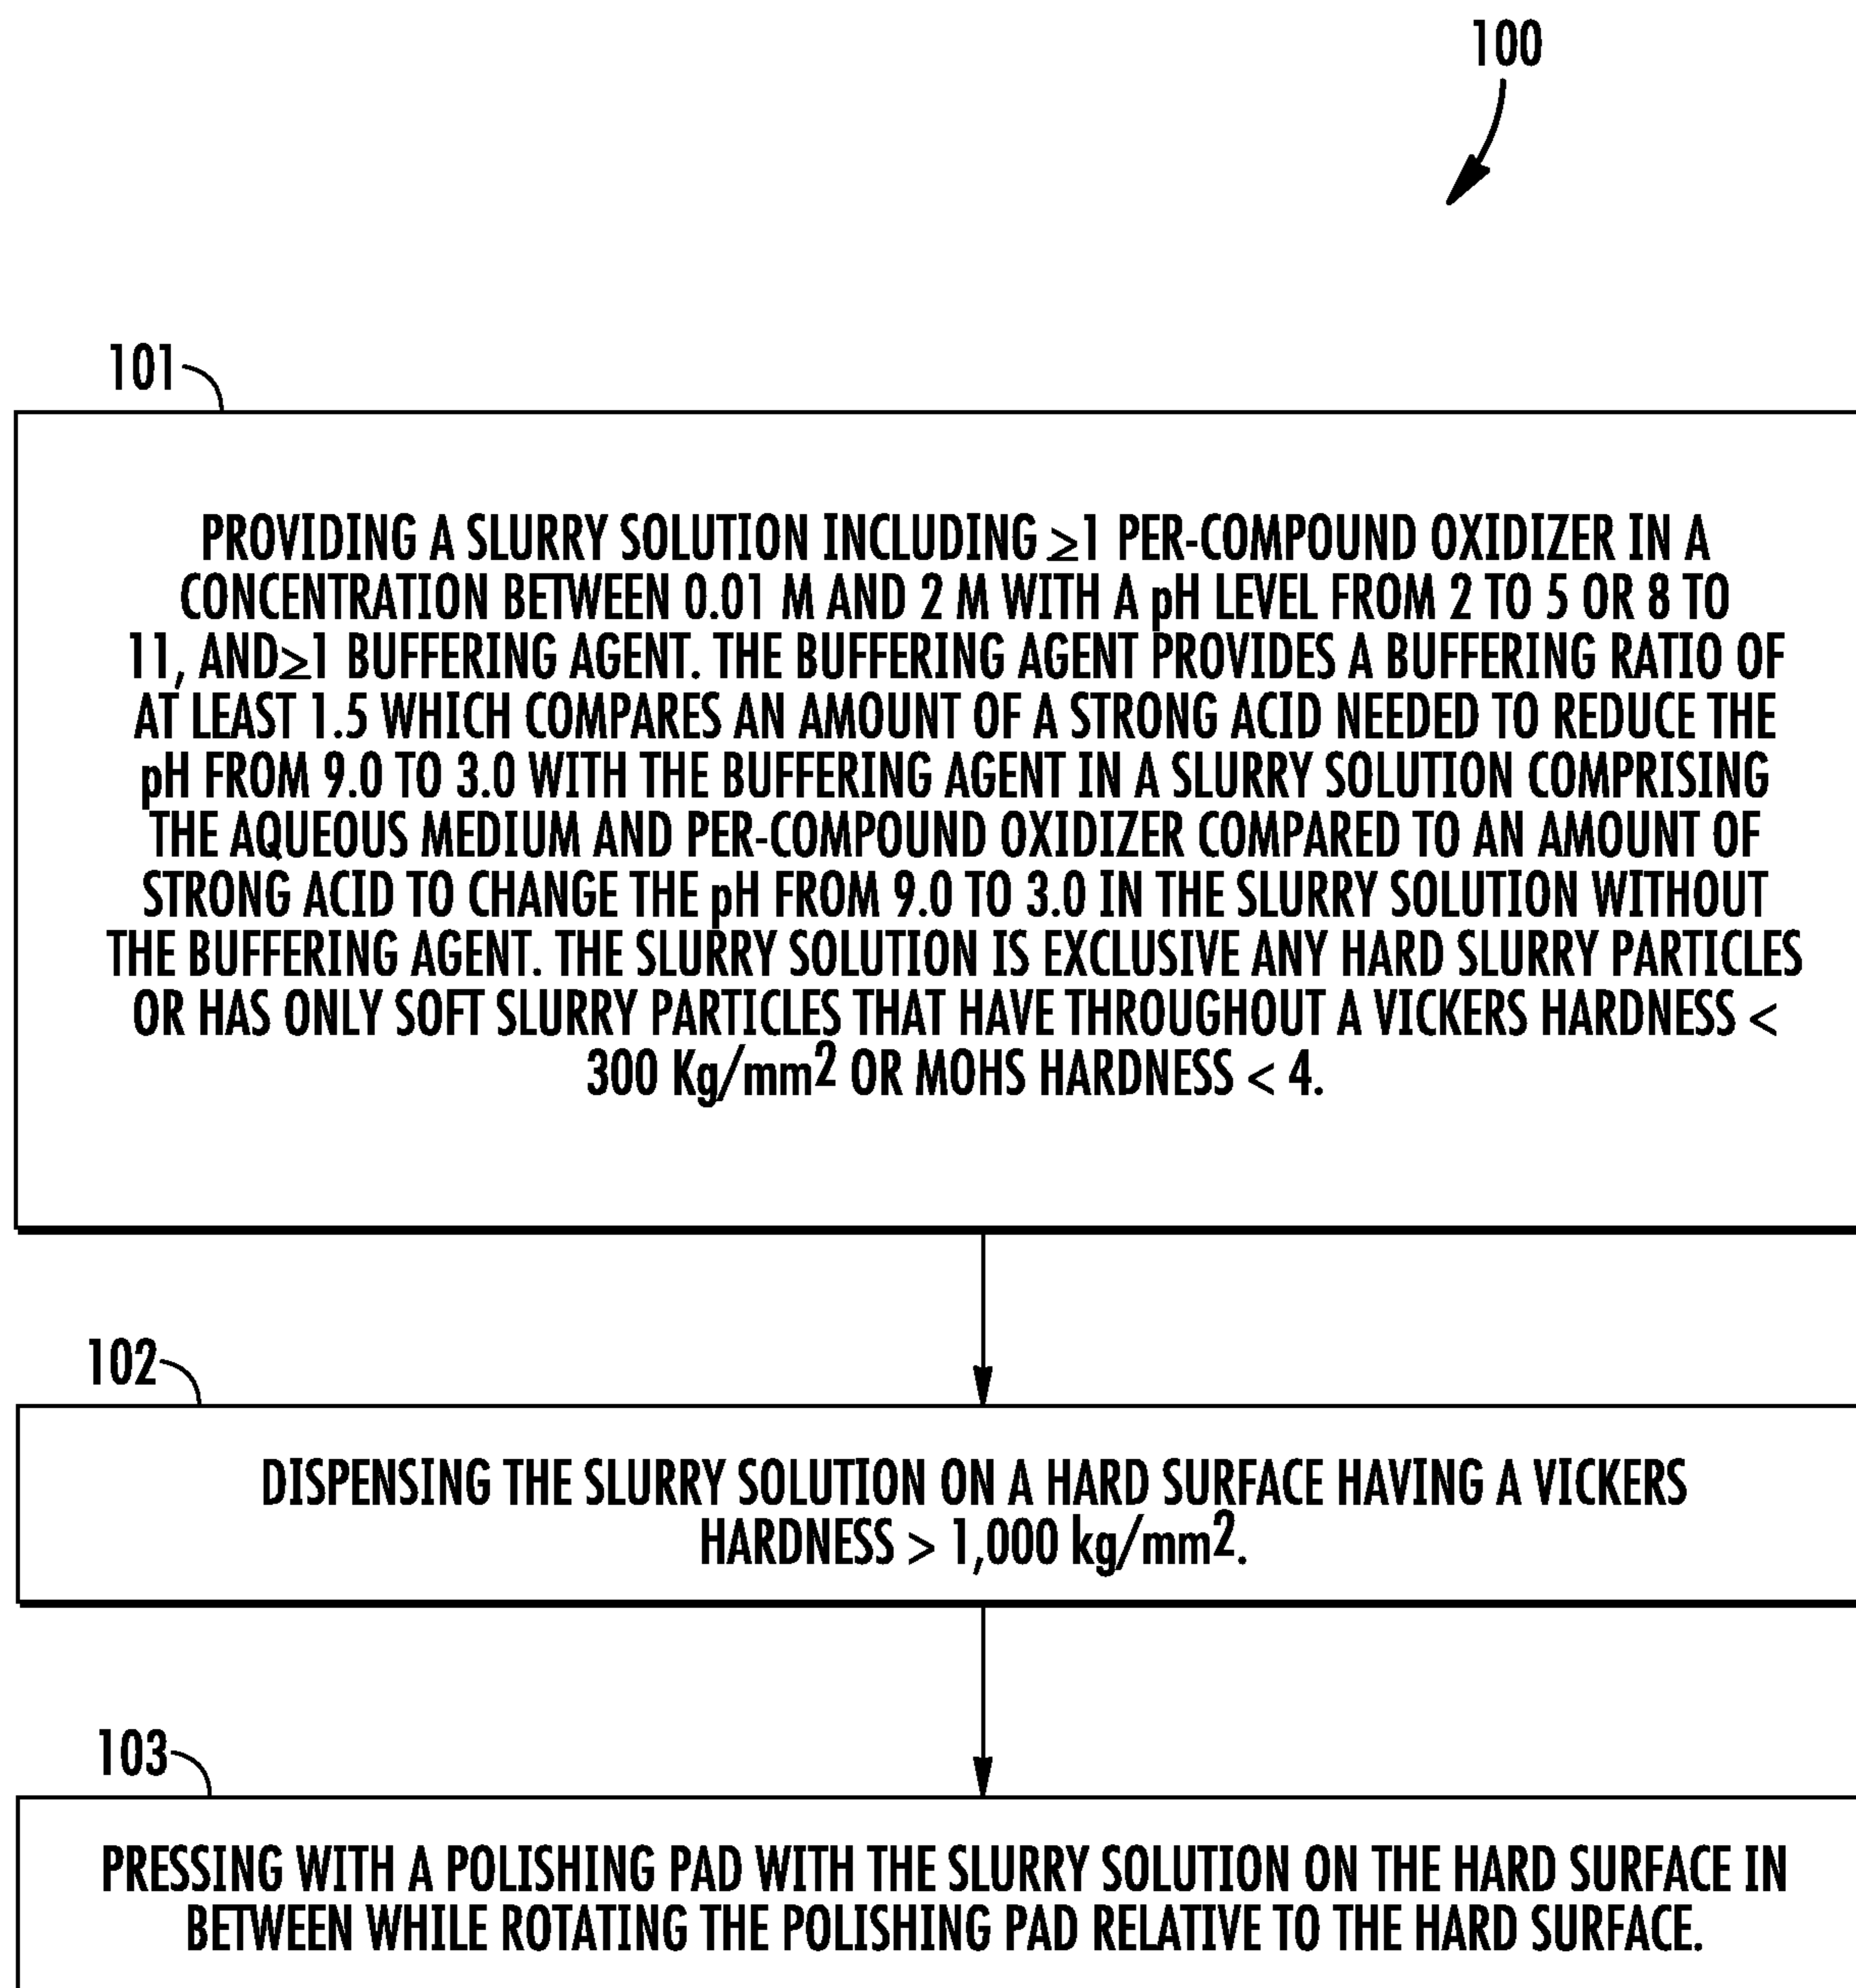 100
101
PROVIDING A SLURRY SOLUTION INCLUDING ≥1 PER-COMPOUND OXIDIZER IN A
CONCENTRATION BETWEEN 0.01 M AND 2 M WITH A pH LEVEL FROM 2 TO 5 OR 8 TO
11, AND≥1 BUFFERING AGENT. THE BUFFERING AGENT PROVIDES A BUFFERING RATIO OF
AT LEAST 1.5 WHICH COMPARES AN AMOUNT OF A STRONG ACID NEEDED TO REDUCE THE
pH FROM 9.0 TO 3.0 WITH THE BUFFERING AGENT IN A SLURRY SOLUTION COMPRISING
THE AQUEOUS MEDIUM AND PER-COMPOUND OXIDIZER COMPARED TO AN AMOUNT OF
STRONG ACID TO CHANGE THE pH FROM 9.0 TO 3.0 IN THE SLURRY SOLUTION WITHOUT
THE BUFFERING AGENT. THE SLURRY SOLUTION IS EXCLUSIVE ANY HARD SLURRY PARTICLES
OR HAS ONLY SOFT SLURRY PARTICLES THAT HAVE THROUGHOUT A VICKERS HARDNESS <
300 Kg/mm² OR MOHS HARDNESS < 4.
102
DISPENSING THE SLURRY SOLUTION ON A HARD SURFACE HAVING A VICKERS
HARDNESS > 1,000 kg/mm².
103
PRESSING WITH A POLISHING PAD WITH THE SLURRY SOLUTION ON THE HARD SURFACE IN
BETWEEN WHILE ROTATING THE POLISHING PAD RELATIVE TO THE HARD SURFACE.